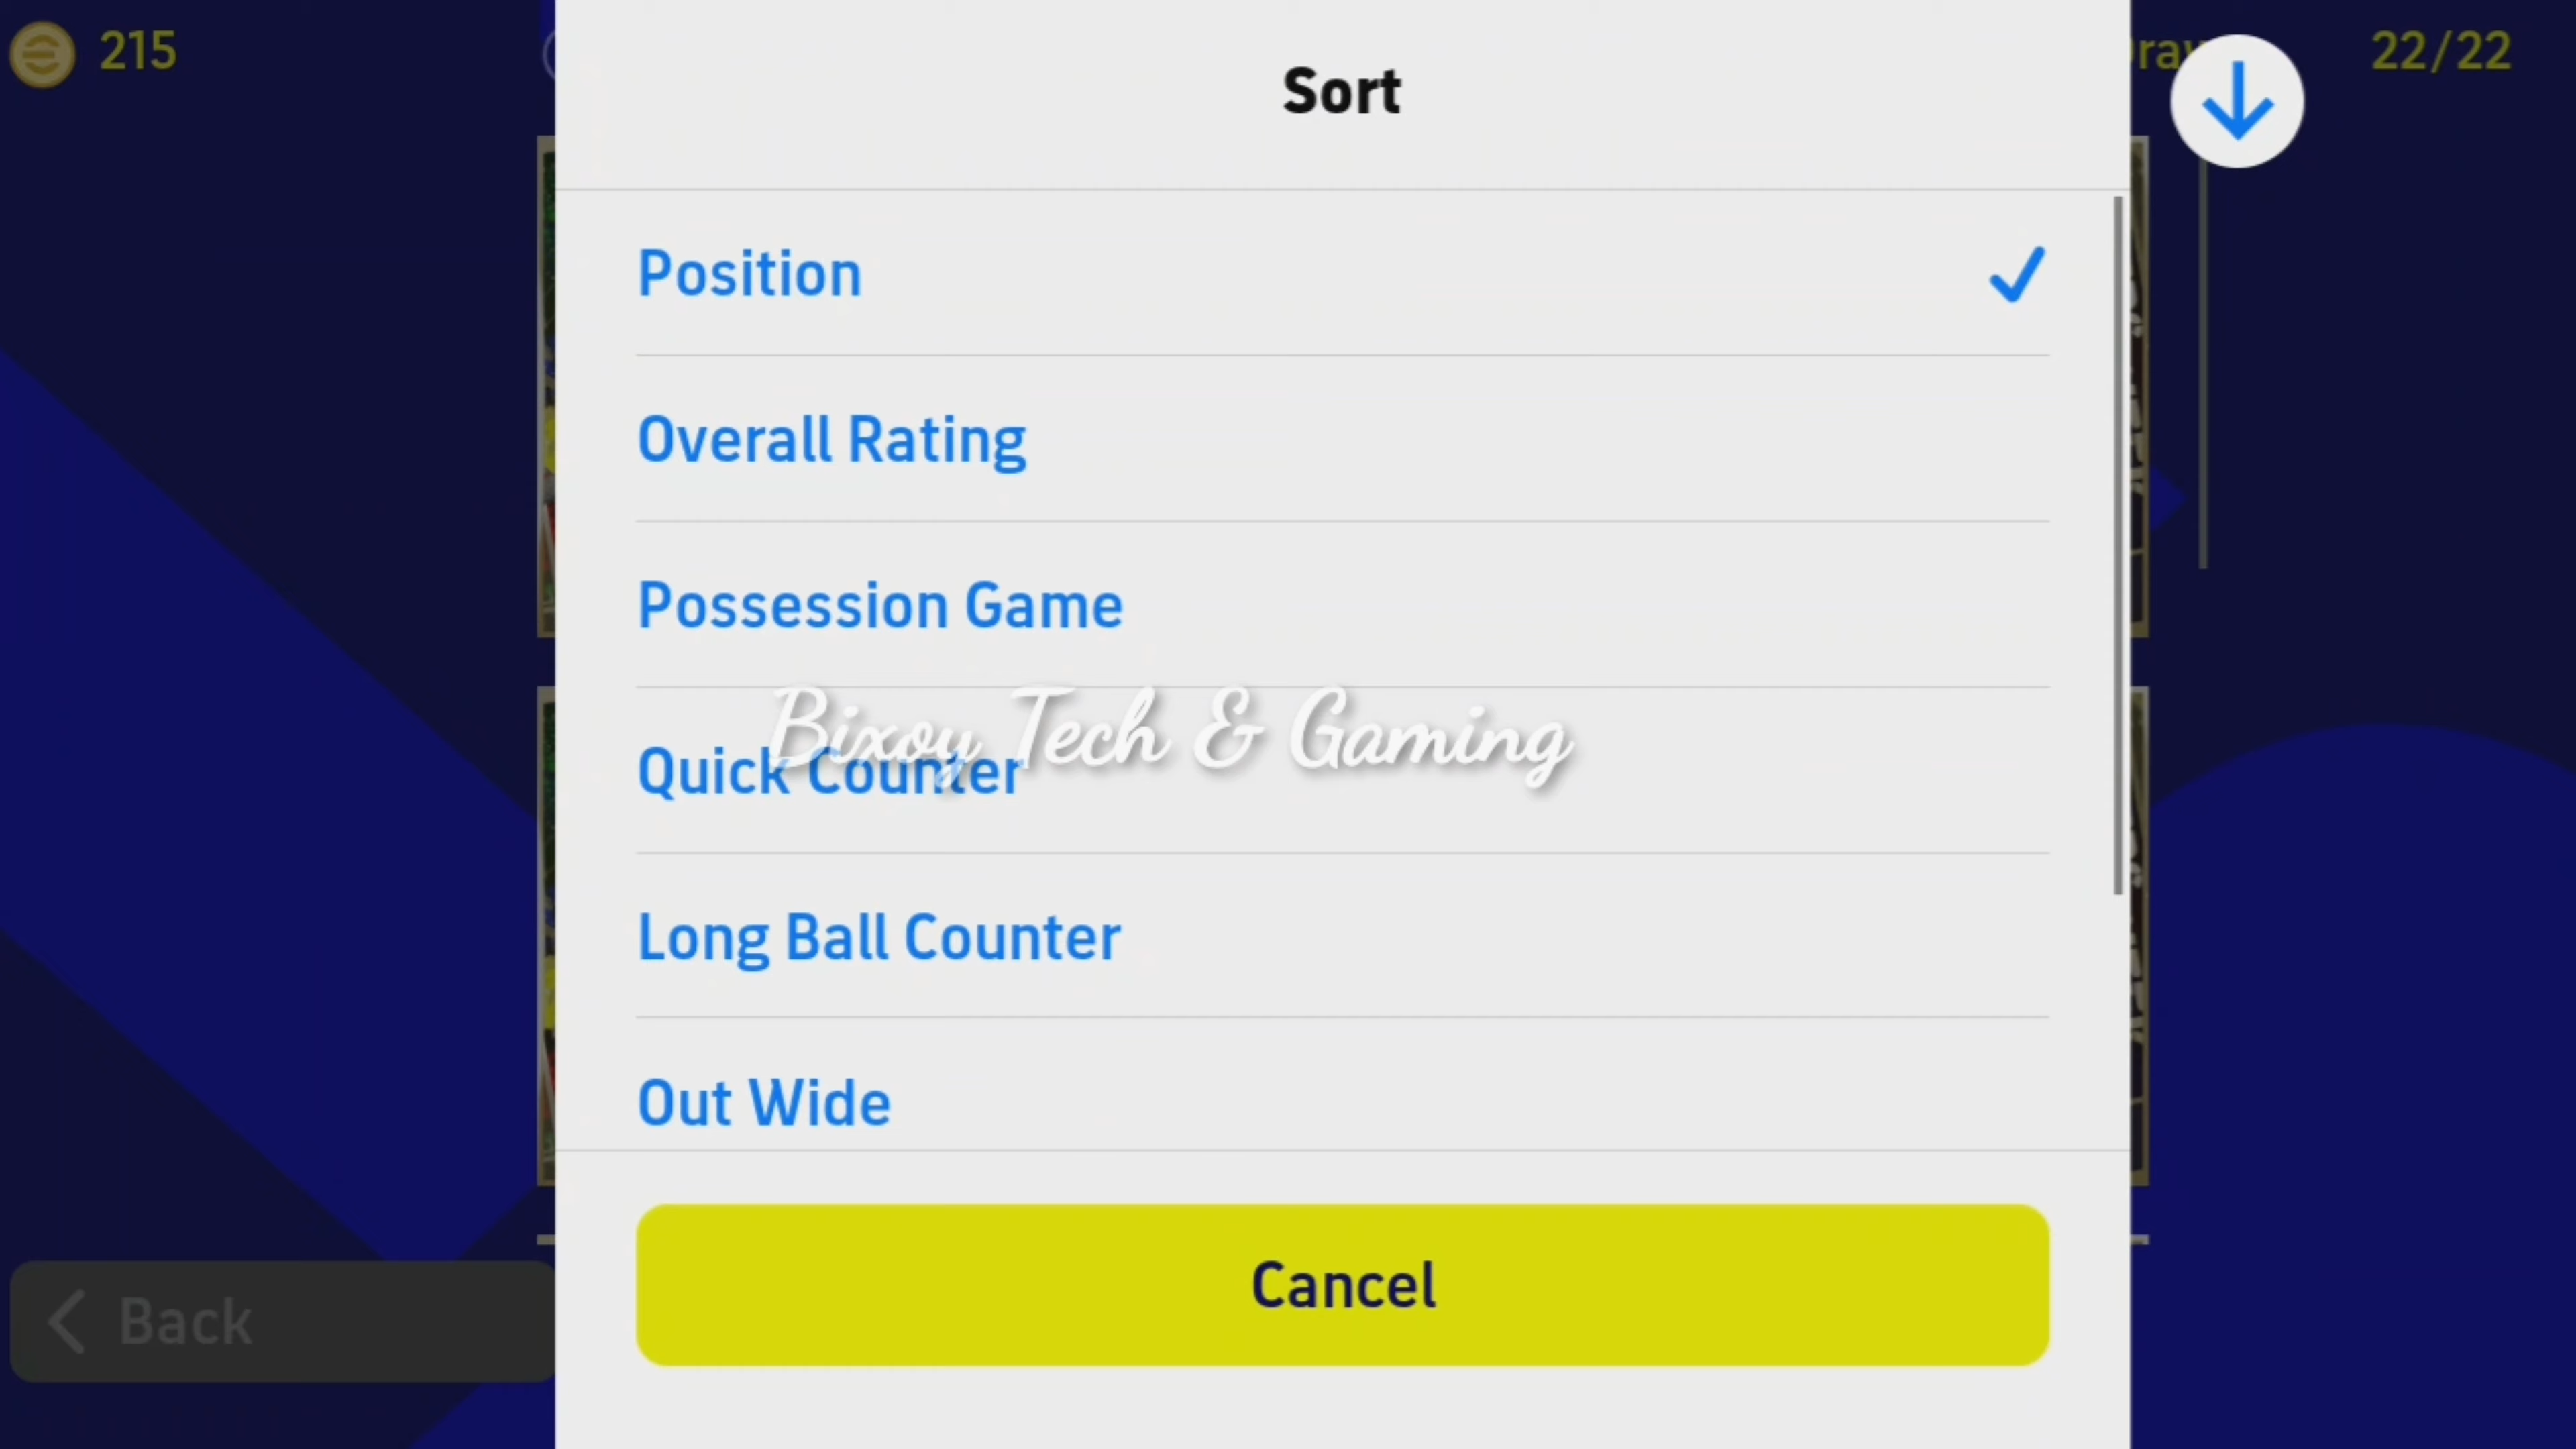 215
22/22
Sort
Position
Overall Rating
Possession Game
Bixoy Tech & Gaming
Quick Counter
Long Ball Counter
Out Wide
Cancel
Back